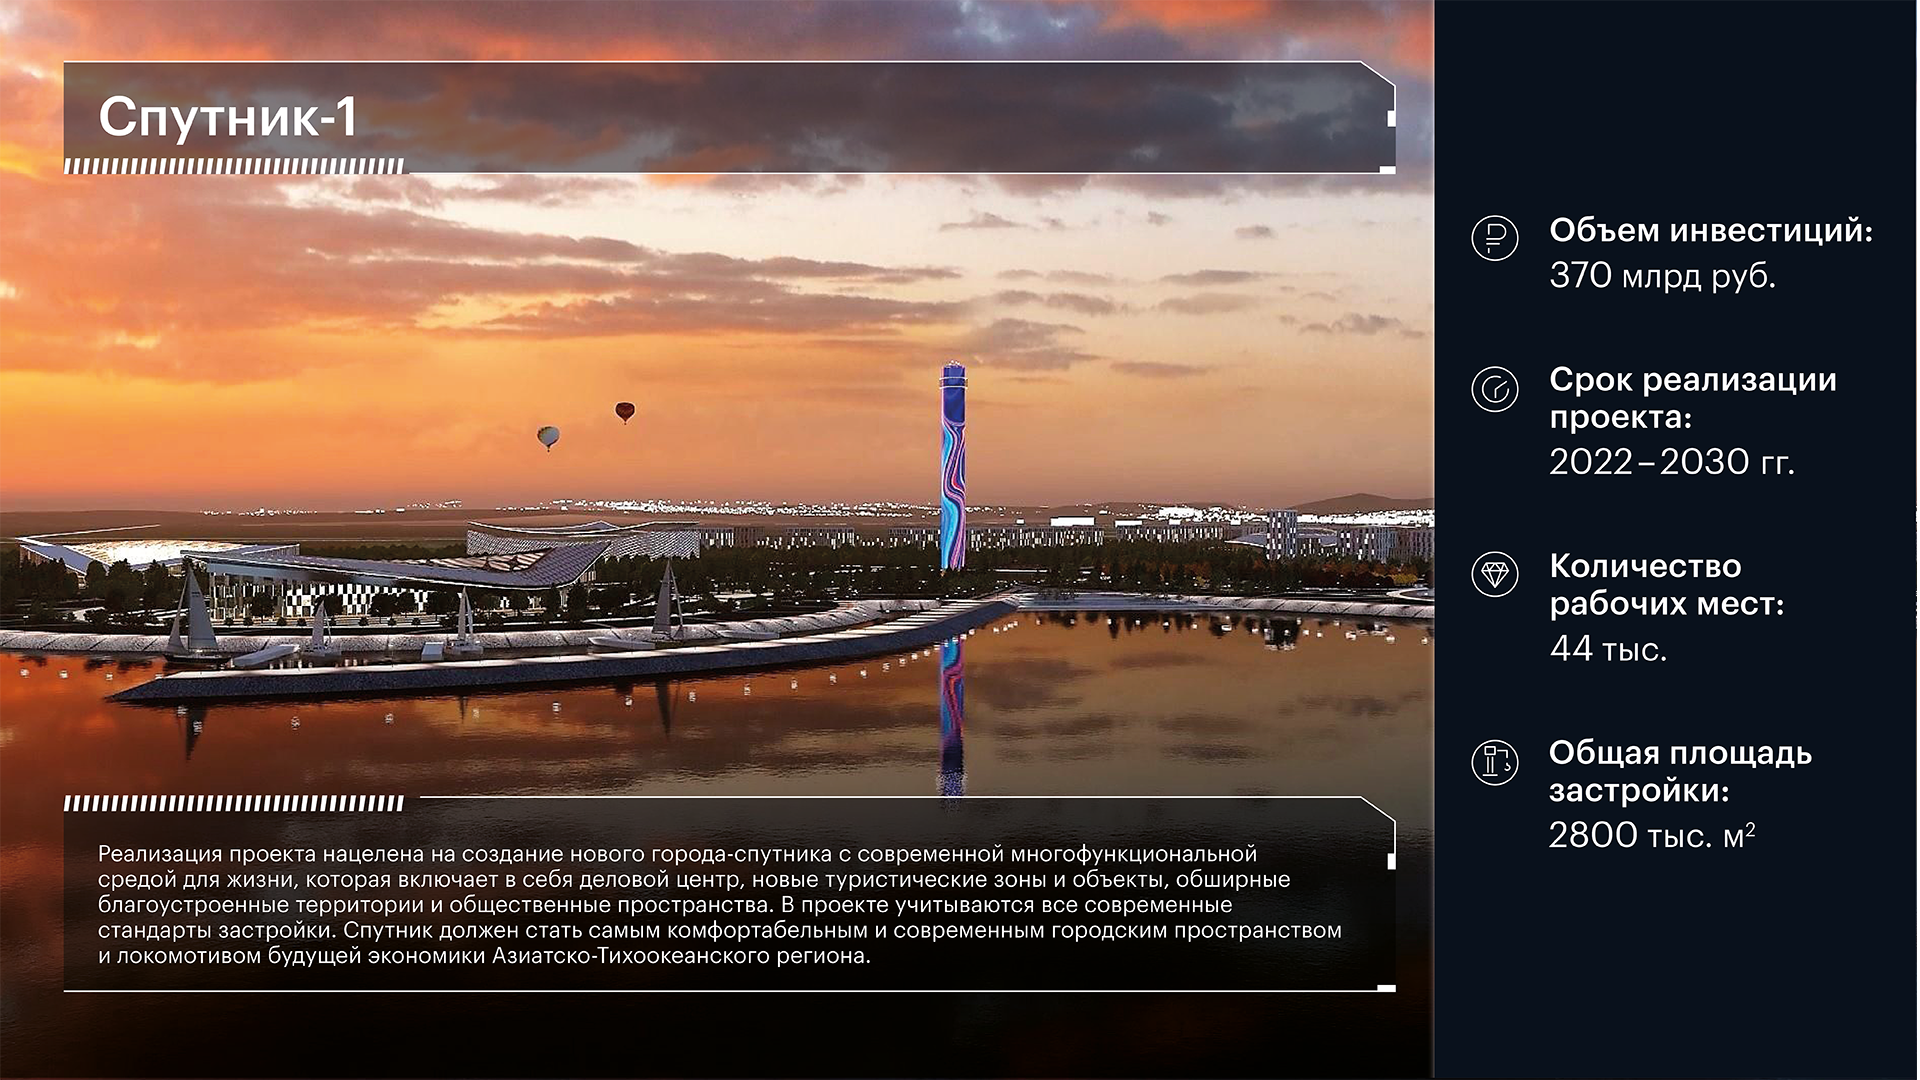 Спутник-1
Объем инвестиций:
370 млрд руб.
Срок реализации
проекта:
2022–2030 гг.
Количество
рабочих мест:
44 тыс.
Общая площадь
застройки:
2800 тыс. м²
Реализация проекта нацелена на создание нового города-спутника с современной многофункциональной
средой для жизни, которая включает в себя деловой центр, новые туристические зоны и объекты, обширные
благоустроенные территории и общественные пространства. В проекте учитываются все современные
стандарты застройки. Спутник должен стать самым комфортабельным и современным городским пространством
и локомотивом будущей экономики Азиатско-Тихоокеанского региона.